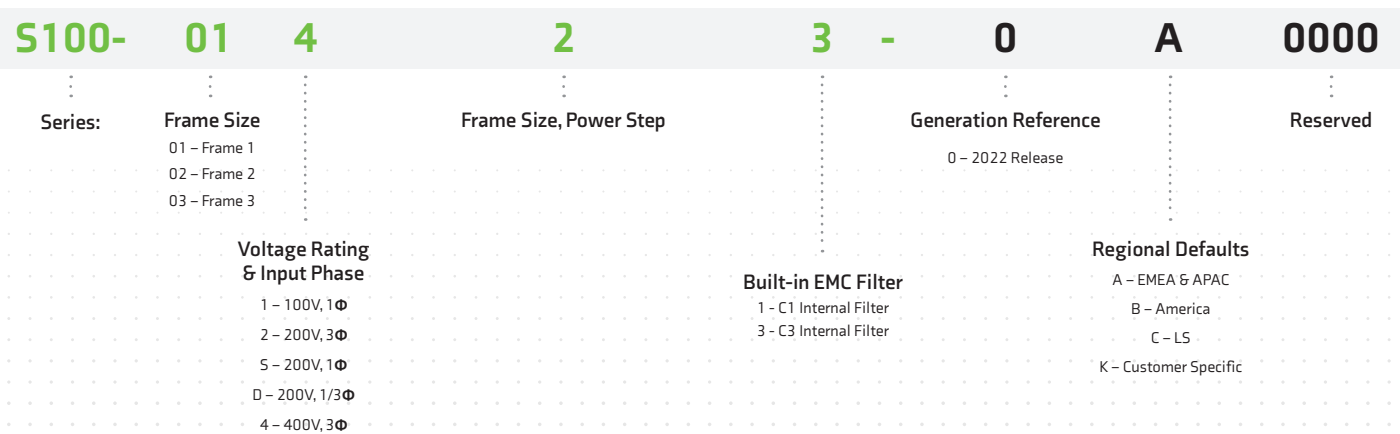 S100- 01 4 2 3 - 0 A 0000
Series:
Frame Size
01 – Frame 1
02 – Frame 2
03 – Frame 3
Voltage Rating
& Input Phase
1 – 100V, 1Φ
2 – 200V, 3Φ
S – 200V, 1Φ
D – 200V, 1/3Φ
4 – 400V, 3Φ
Frame Size, Power Step
Built-in EMC Filter
1 - C1 Internal Filter
3 - C3 Internal Filter
Generation Reference
0 – 2022 Release
Regional Defaults
A – EMEA & APAC
B – America
C – LS
K – Customer Specific
Reserved